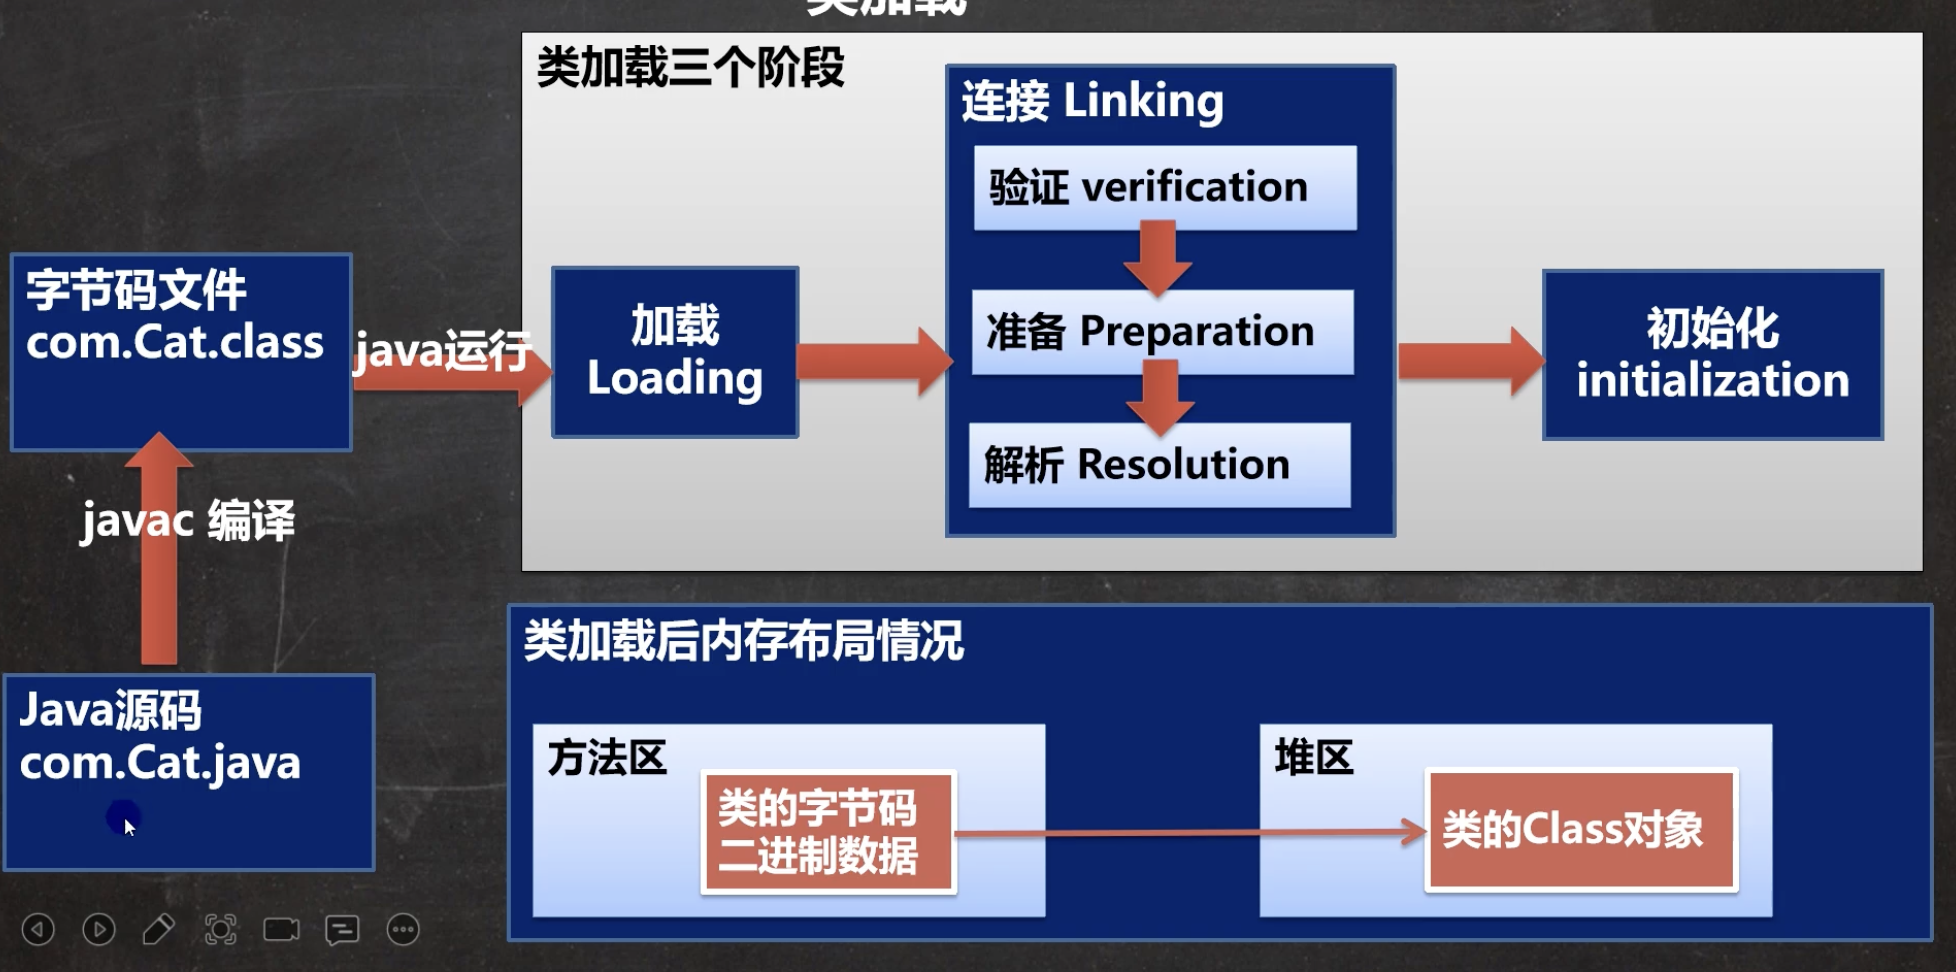 类加载
类加载三个阶段
连接 Linking
验证 verification
准备 Preparation
解析 Resolution
加载
Loading
初始化
initialization
字节码文件
com.Cat.class
java运行
javac 编译
Java源码
com.Cat.java
类加载后内存布局情况
方法区
类的字节码
二进制数据
堆区
类的Class对象